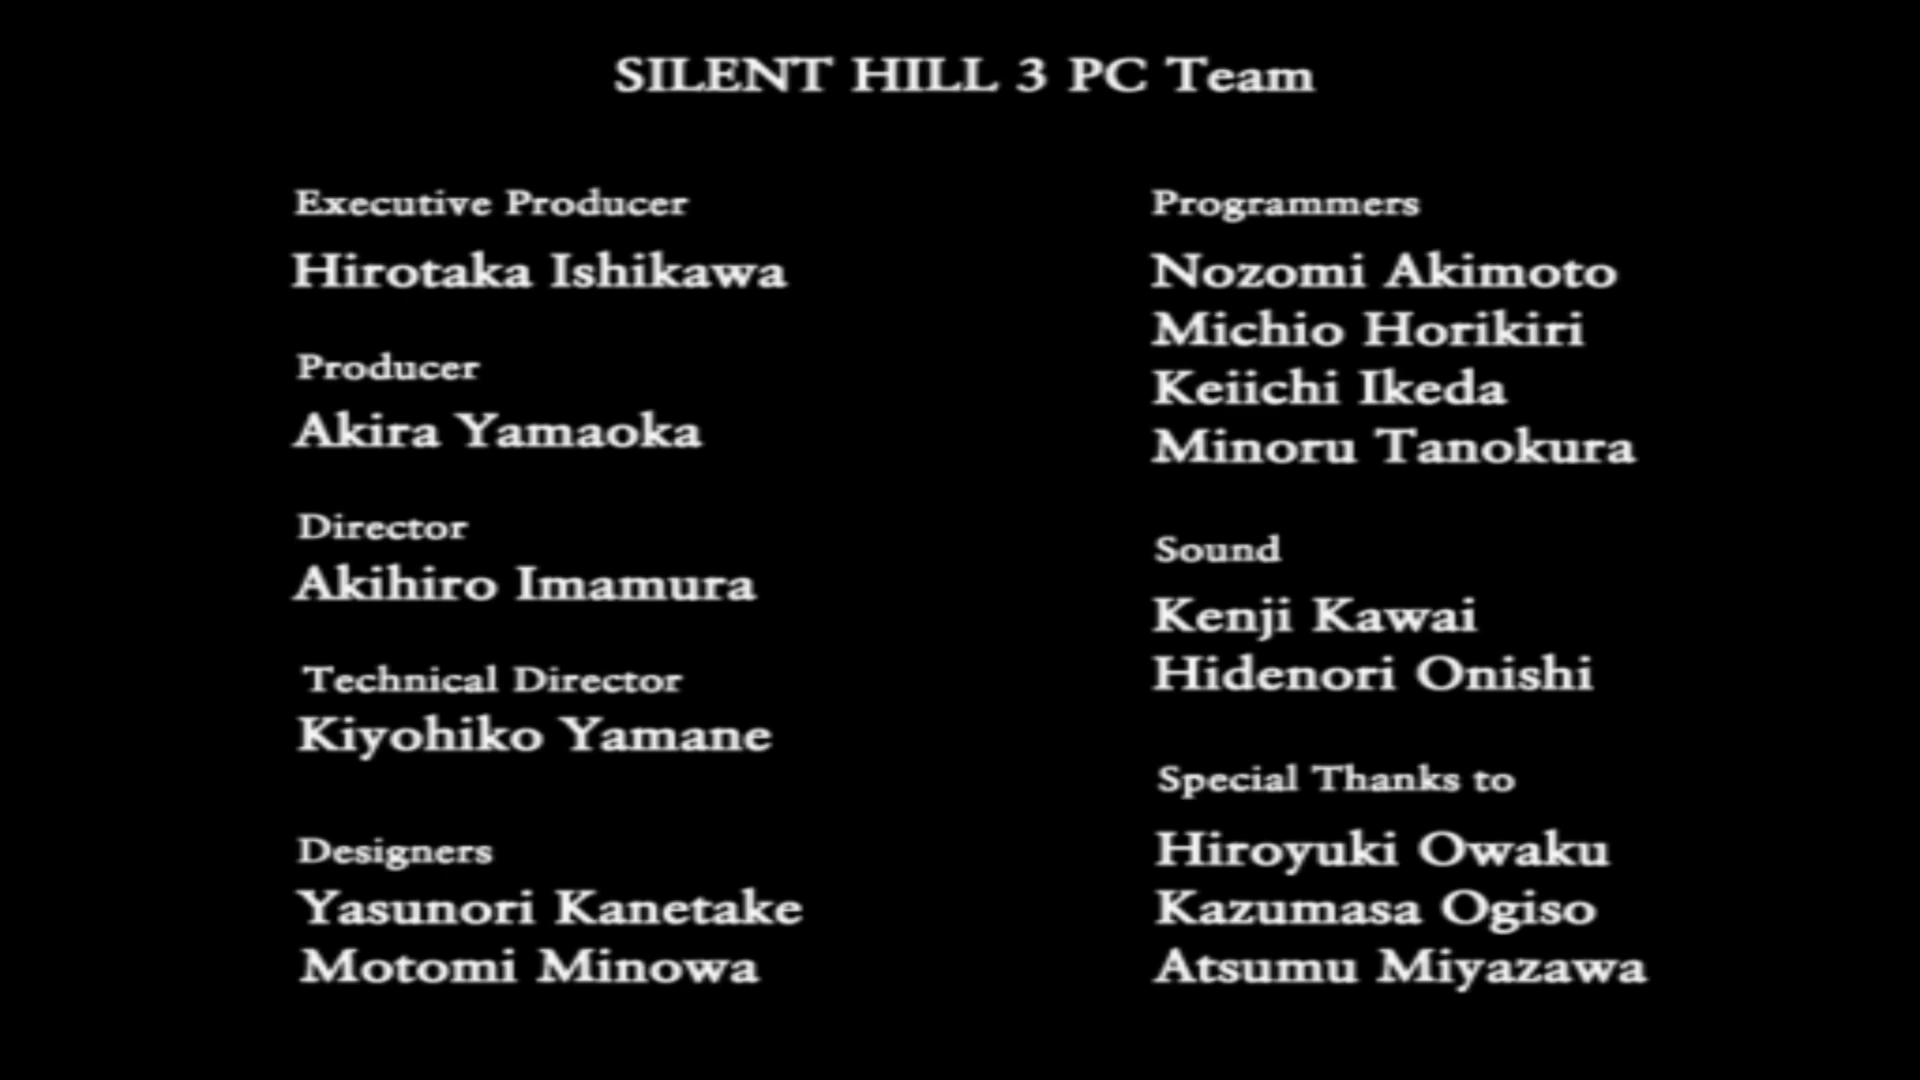 SILENT HILL 3 PC Team
Executive Producer
Hirotaka Ishikawa
Producer
Akira Yamaoka
Director
Akihiro Imamura
Technical Director
Kiyohiko Yamane
Designers
Yasunori Kanetake
Motomi Minowa
Programmers
Nozomi Akimoto
Michio Horikiri
Keiichi Ikeda
Minoru Tanokura
Sound
Kenji Kawai
Hidenori Onishi
Special Thanks to
Hiroyuki Owaku
Kazumasa Ogiso
Atsumu Miyazawa